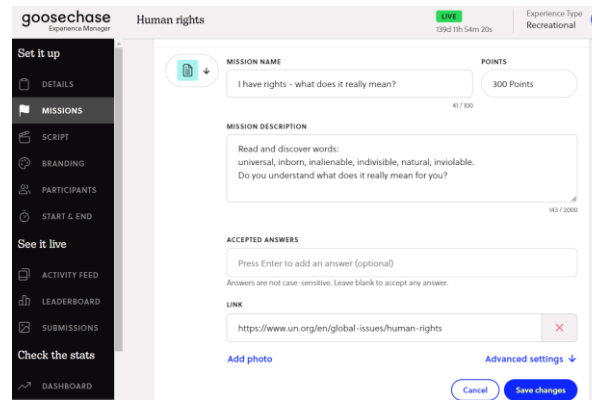 goosechase
Experience Manager
Human rights
LIVE
139d 11h 54m 20s
Experience Type
Recreational
Set it up
DETAILS
MISSIONS
SCRIPT
BRANDING
PARTICIPANTS
START & END
See it live
ACTIVITY FEED
LEADERBOARD
SUBMISSIONS
Check the stats
DASHBOARD
MISSION NAME
POINTS
I have rights - what does it really mean?
300 Points
41 / 100
MISSION DESCRIPTION
Read and discover words:
universal, inborn, inalienable, indivisible, natural, inviolable.
Do you understand what does it really mean for you?
143 / 2000
ACCEPTED ANSWERS
Press Enter to add an answer (optional)
Answers are not case-sensitive. Leave blank to accept any answer.
LINK
https://www.un.org/en/global-issues/human-rights
Add photo
Advanced settings
Cancel
Save changes